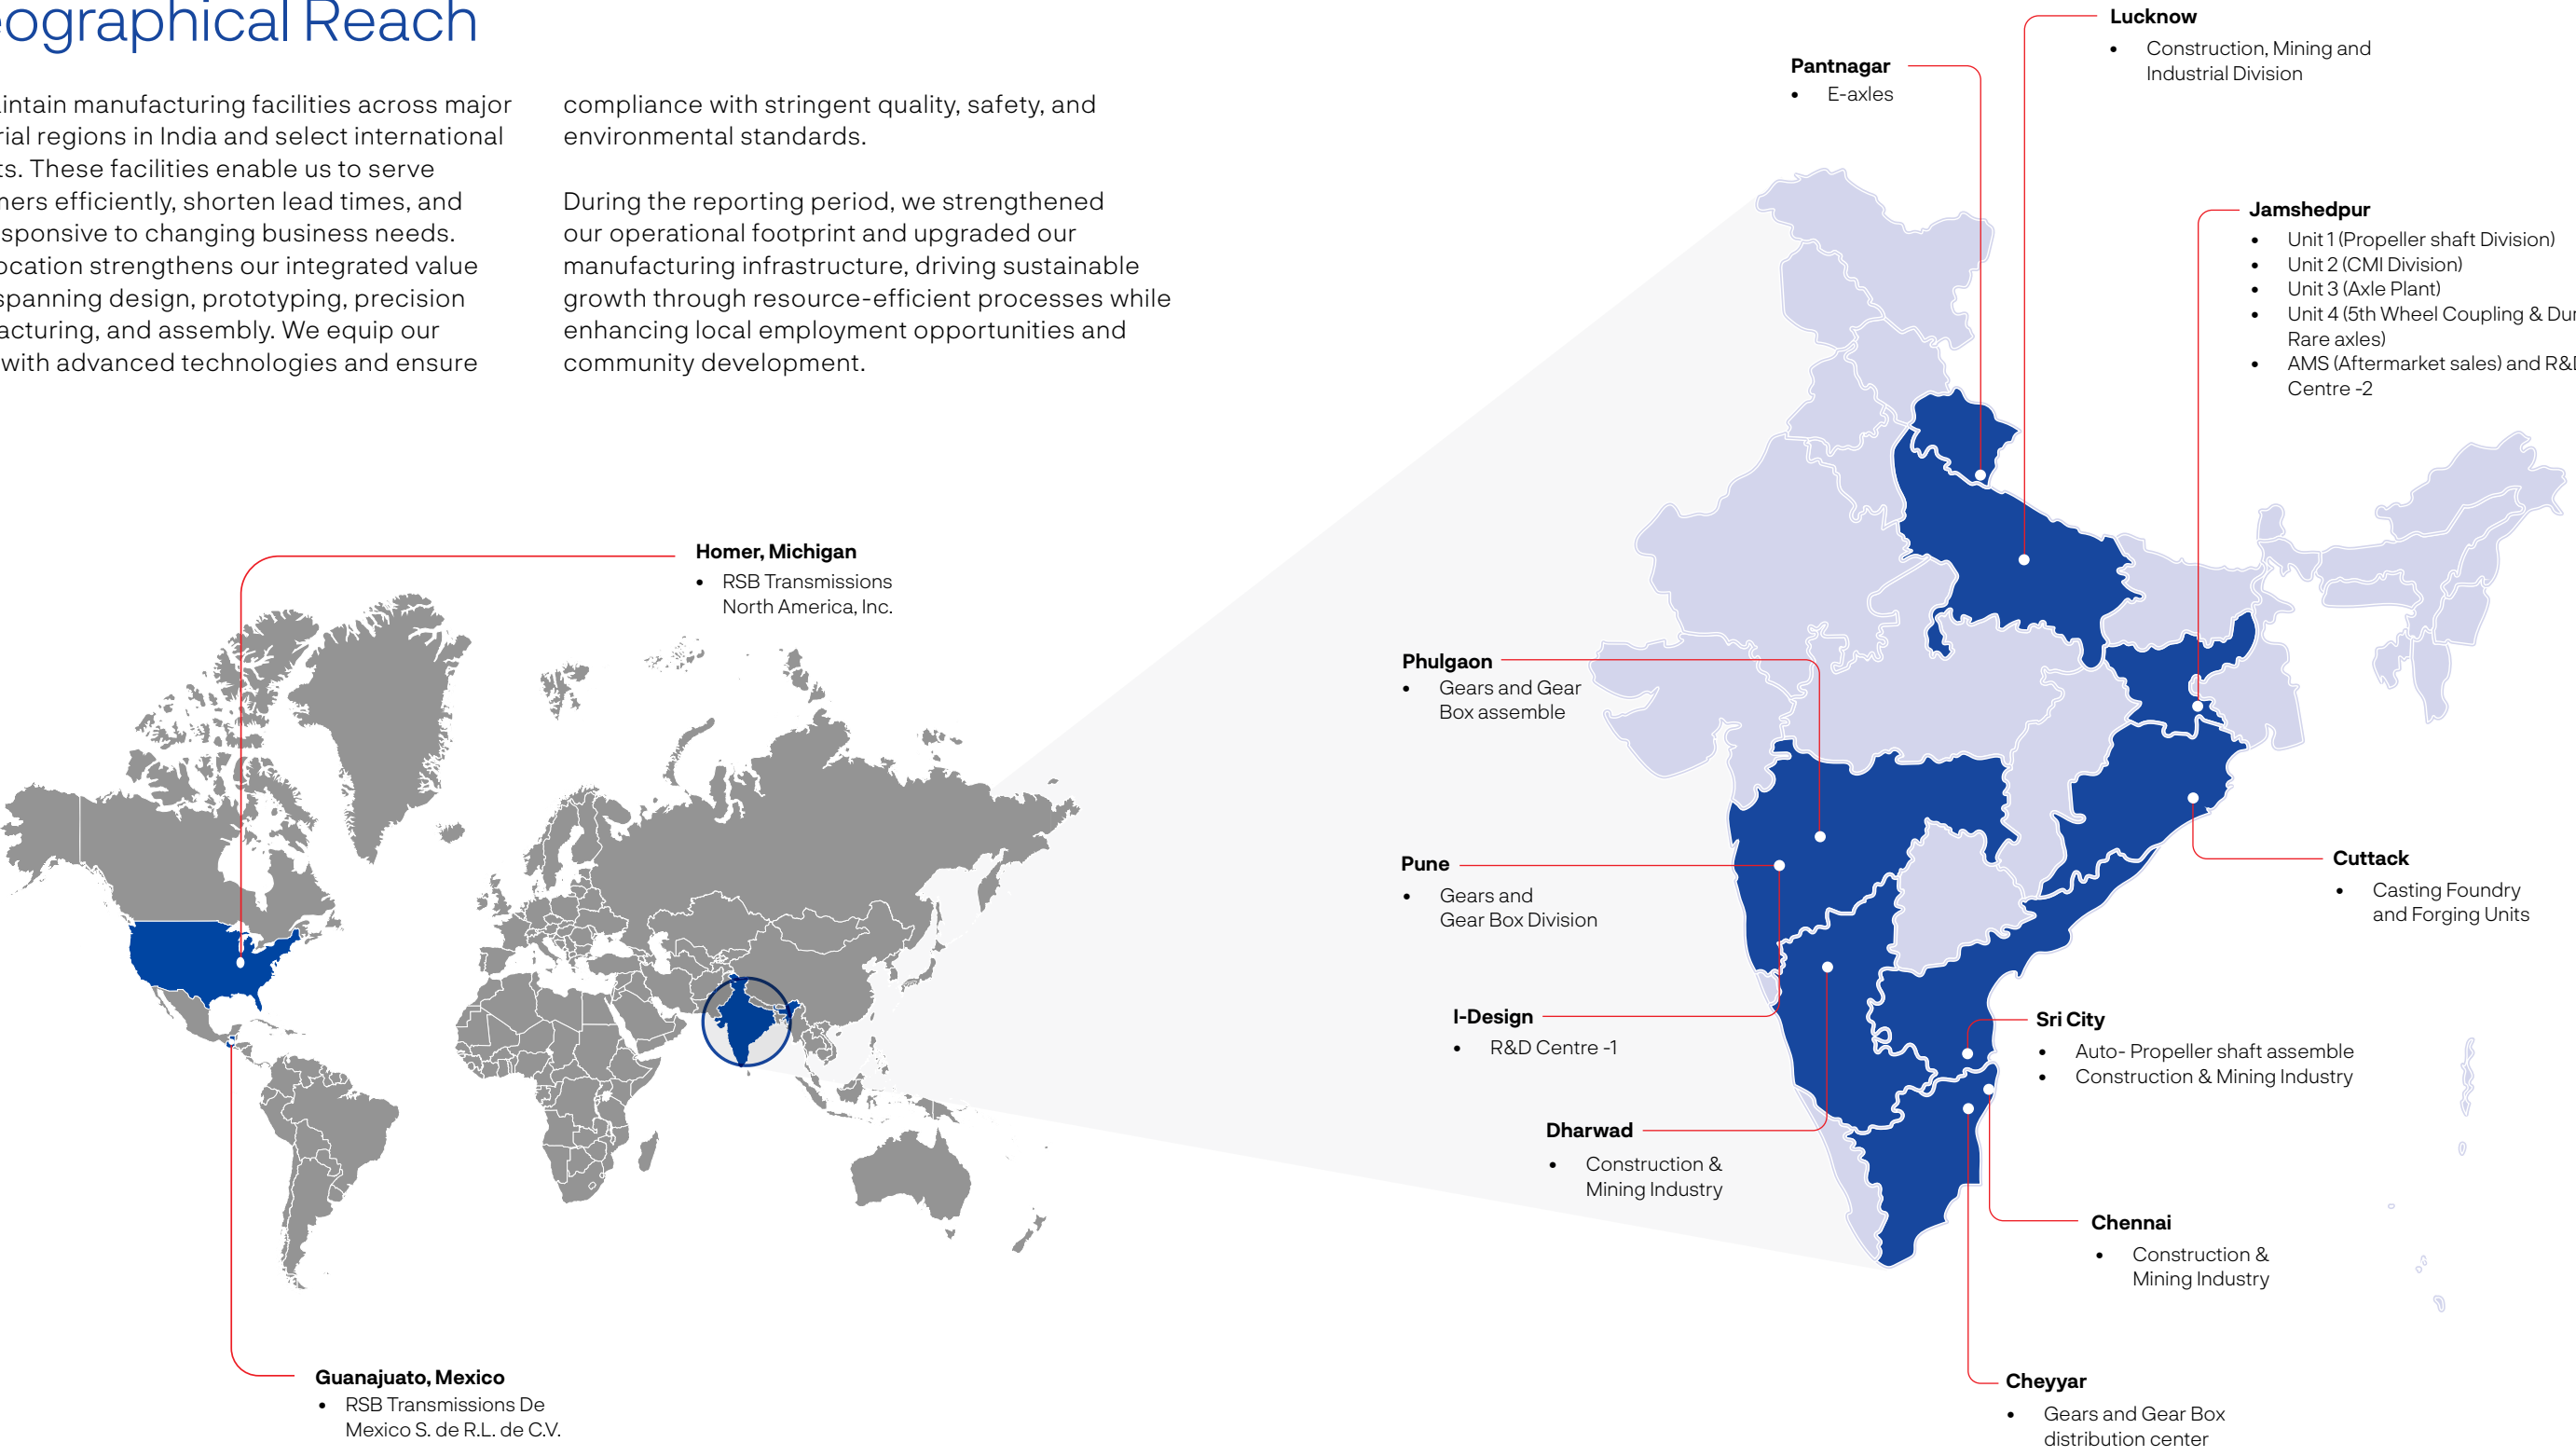 eographical Reach
intain manufacturing facilities across major
rial regions in India and select international
ts. These facilities enable us to serve
ners efficiently, shorten lead times, and
sponsive to changing business needs.
ocation strengthens our integrated value
spanning design, prototyping, precision
acturing, and assembly. We equip our
with advanced technologies and ensure
compliance with stringent quality, safety, and
environmental standards.
During the reporting period, we strengthened
our operational footprint and upgraded our
manufacturing infrastructure, driving sustainable
growth through resource-efficient processes while
enhancing local employment opportunities and
community development.
Homer, Michigan
• RSB Transmissions
North America, Inc.
Guanajuato, Mexico
• RSB Transmissions De
Mexico S. de R.L. de C.V.
Lucknow
• Construction, Mining and
Industrial Division
Pantnagar
• E-axles
Jamshedpur
• Unit 1 (Propeller shaft Division)
• Unit 2 (CMI Division)
• Unit 3 (Axle Plant)
• Unit 4 (5th Wheel Coupling & Dum
Rare axles)
• AMS (Aftermarket sales) and R&D
Centre -2
Phulgaon
• Gears and Gear
Box assemble
Pune
• Gears and
Gear Box Division
Cuttack
• Casting Foundry
and Forging Units
I-Design
• R&D Centre -1
Sri City
• Auto- Propeller shaft assemble
• Construction & Mining Industry
Dharwad
• Construction &
Mining Industry
Chennai
• Construction &
Mining Industry
Cheyyar
• Gears and Gear Box
distribution center